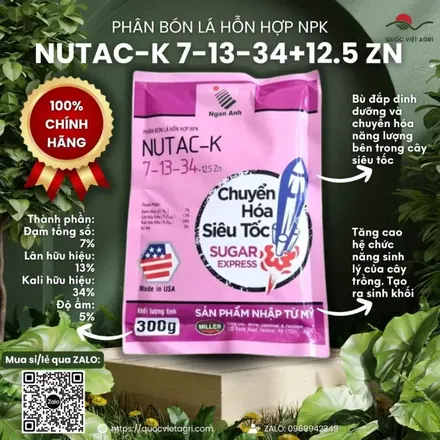 PHÂN BÓN LÁ HỖN HỢP NPK
QUỐC VIỆT AGRI
NUTAC-K 7-13-34+12.5 ZN
100%
CHÍNH
HÃNG
Bù đắp dinh
dưỡng và
chuyển hóa
năng lượng
bên trong cây
siêu tốc
Ngan Anh
PHÂN BÓN LÁ HỖN HỢP NPK
NUTAC-K
7-13-34+12.5Zn
Chuyển
Hóa
Siêu Tốc
SUGAR
EXPRESS
Made in USA
Khối lượng tịnh
300g
SẢN PHẨM NHẬP TỪ MỸ
MILLER
Thành phần:
Đạm tổng số:
7%
Lân hữu hiệu:
13%
Kali hữu hiệu:
34%
Độ ẩm:
5%
Tăng cao
hệ chức
năng sinh
lý của cây
trồng. Tạo
ra sinh khối
Mua sỉ/lẻ qua ZALO:
Zalo
https://quocvietagri.com
ZALO: 0969942349